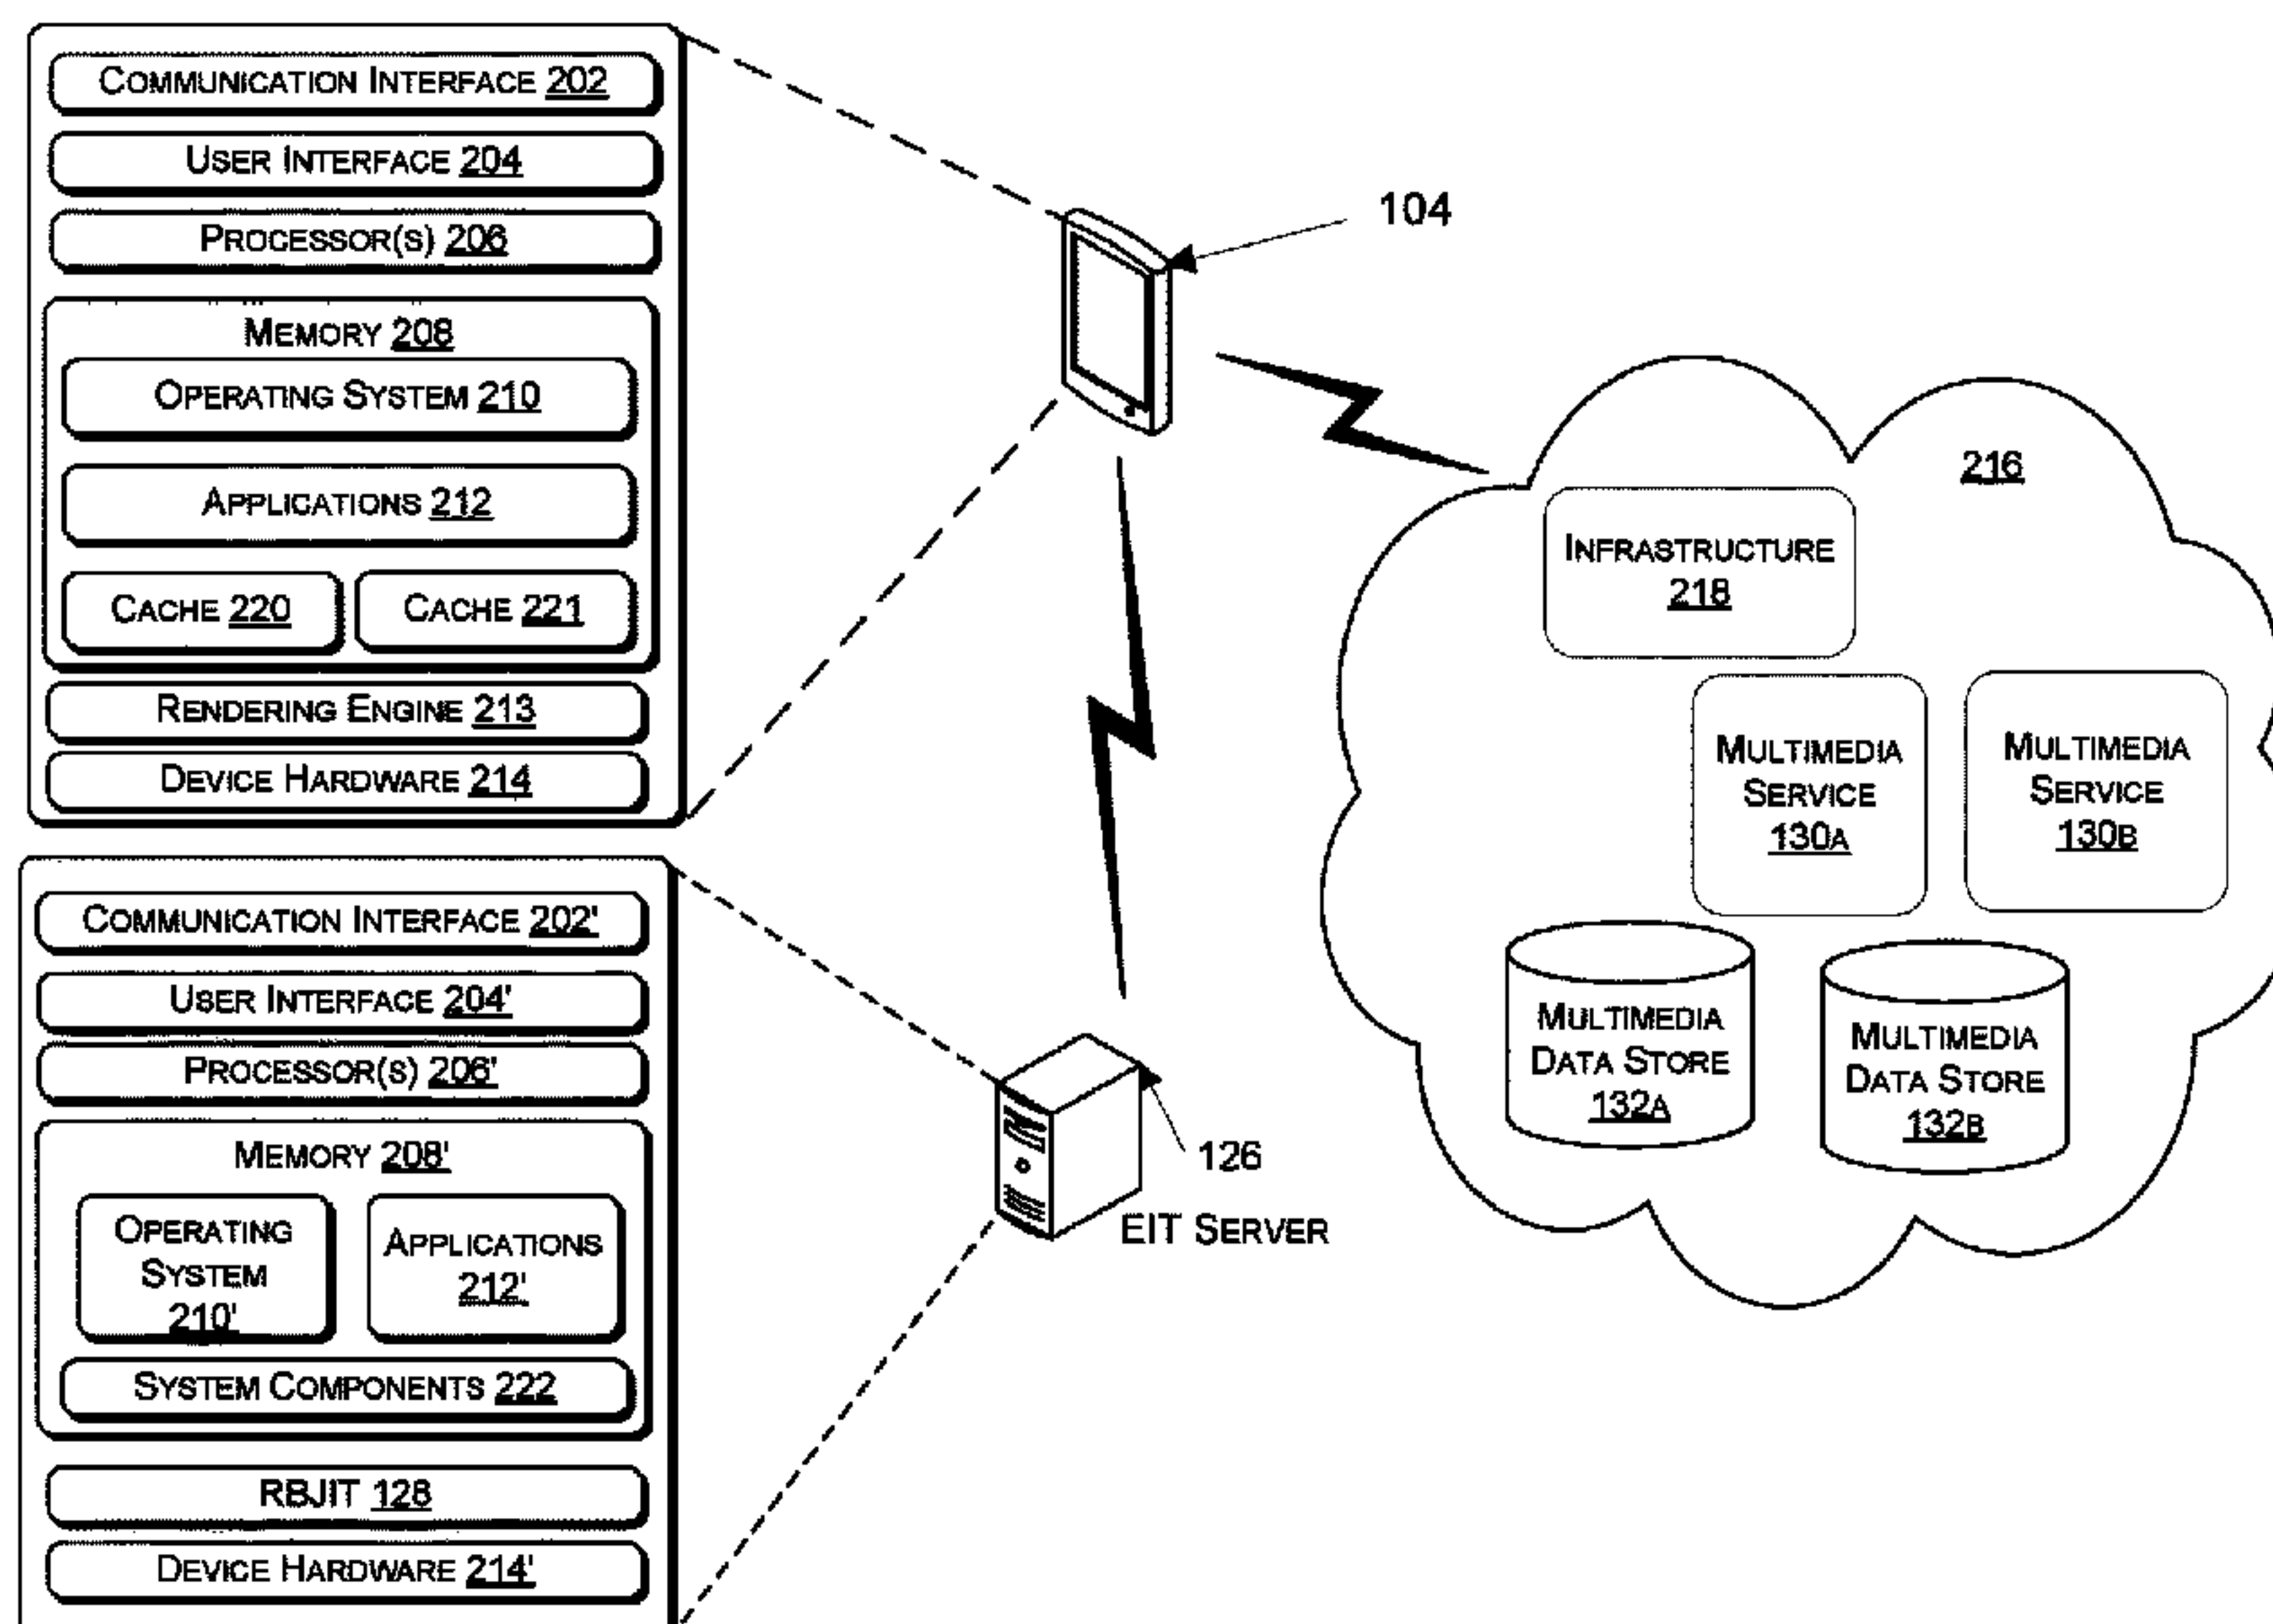 COMMUNICATION INTERFACE 202
USER INTERFACE 204
PROCESSOR(S) 206
MEMORY 208
OPERATING SYSTEM 210
APPLICATIONS 212
CACHE 220
CACHE 221
RENDERING ENGINE 213
DEVICE HARDWARE 214
104
216
INFRASTRUCTURE
218
MULTIMEDIA
SERVICE
130A
MULTIMEDIA
SERVICE
130B
MULTIMEDIA
DATA STORE
132A
MULTIMEDIA
DATA STORE
132B
COMMUNICATION INTERFACE 202'
USER INTERFACE 204'
PROCESSOR(S) 206'
MEMORY 208'
OPERATING
SYSTEM
210'
APPLICATIONS
212'
SYSTEM COMPONENTS 222
RBJIT 128
DEVICE HARDWARE 214'
126
EIT SERVER